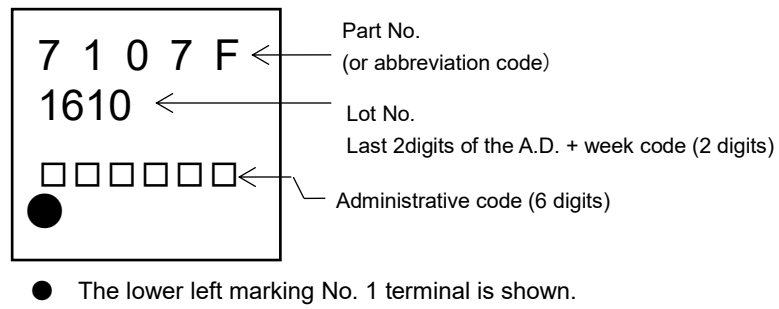 7 1 0 7 F
Part No.
(or abbreviation code）
1610
Lot No.
Last 2digits of the A.D. + week code (2 digits)
□□□□□□
Administrative code (6 digits)
● The lower left marking No. 1 terminal is shown.